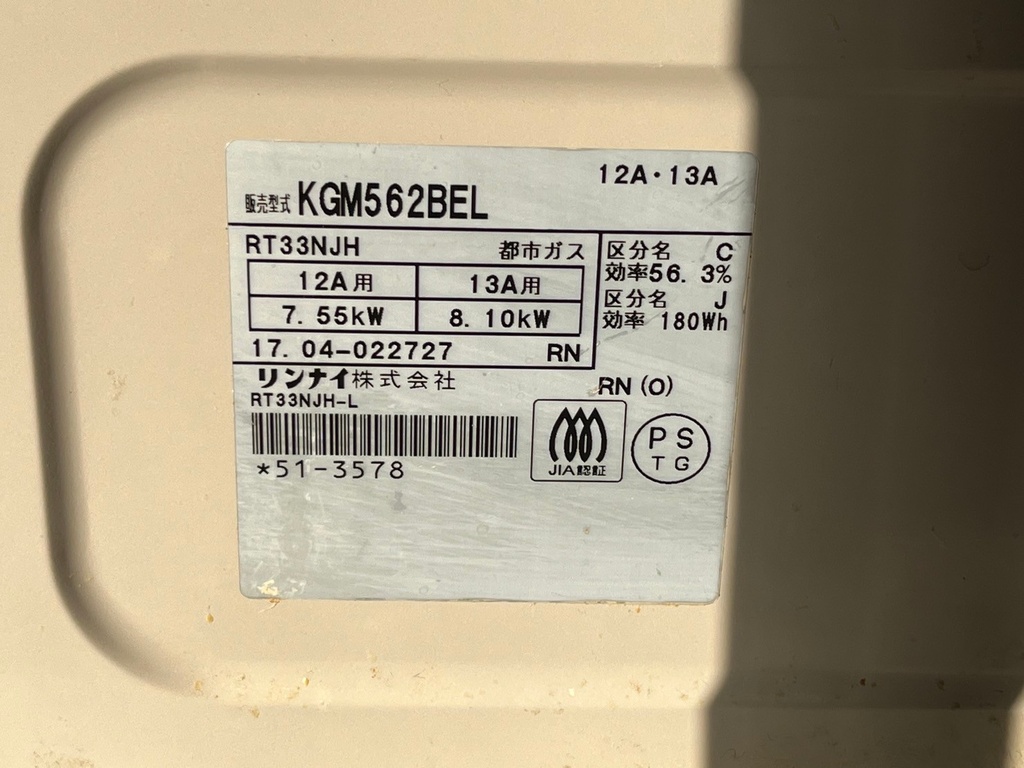 12A・13A
販売型式 KGM562BEL
RT33NJH 都市ガス
12A用 13A用
7.55kW 8.10kW
17.04-022727 RN
区分名 C
効率56.3%
区分名 J
効率 180Wh
リンナイ株式会社
RT33NJH-L
*51-3578
RN(O)
JIA認証
PS
TG